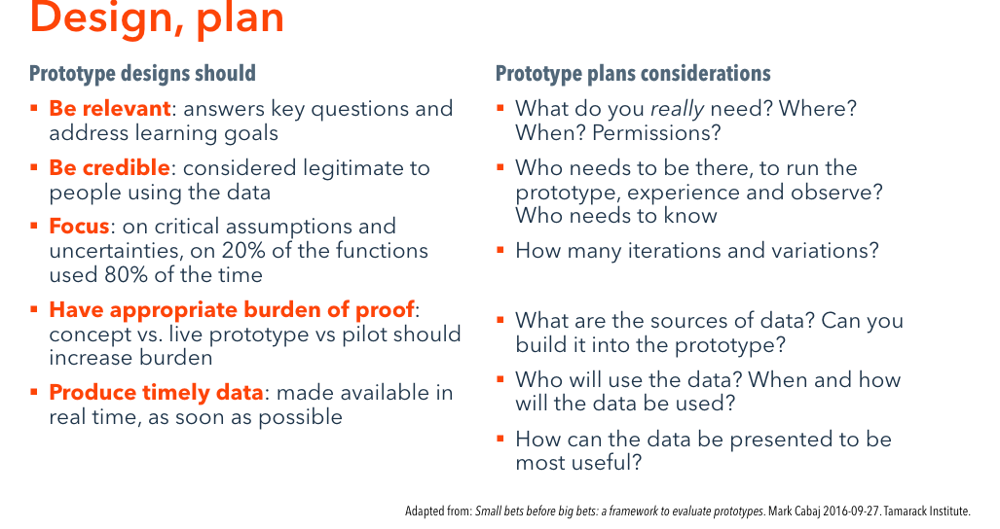 Design, plan
Prototype designs should
▪ Be relevant: answers key questions and
address learning goals
▪ Be credible: considered legitimate to
people using the data
▪ Focus: on critical assumptions and
uncertainties, on 20% of the functions
used 80% of the time
▪ Have appropriate burden of proof:
concept vs. live prototype vs pilot should
increase burden
▪ Produce timely data: made available in
real time, as soon as possible
Prototype plans considerations
▪ What do you really need? Where?
When? Permissions?
▪ Who needs to be there, to run the
prototype, experience and observe?
Who needs to know
▪ How many iterations and variations?
▪ What are the sources of data? Can you
build it into the prototype?
▪ Who will use the data? When and how
will the data be used?
▪ How can the data be presented to be
most useful?
Adapted from: Small bets before big bets: a framework to evaluate prototypes. Mark Cabaj 2016-09-27. Tamarack Institute.